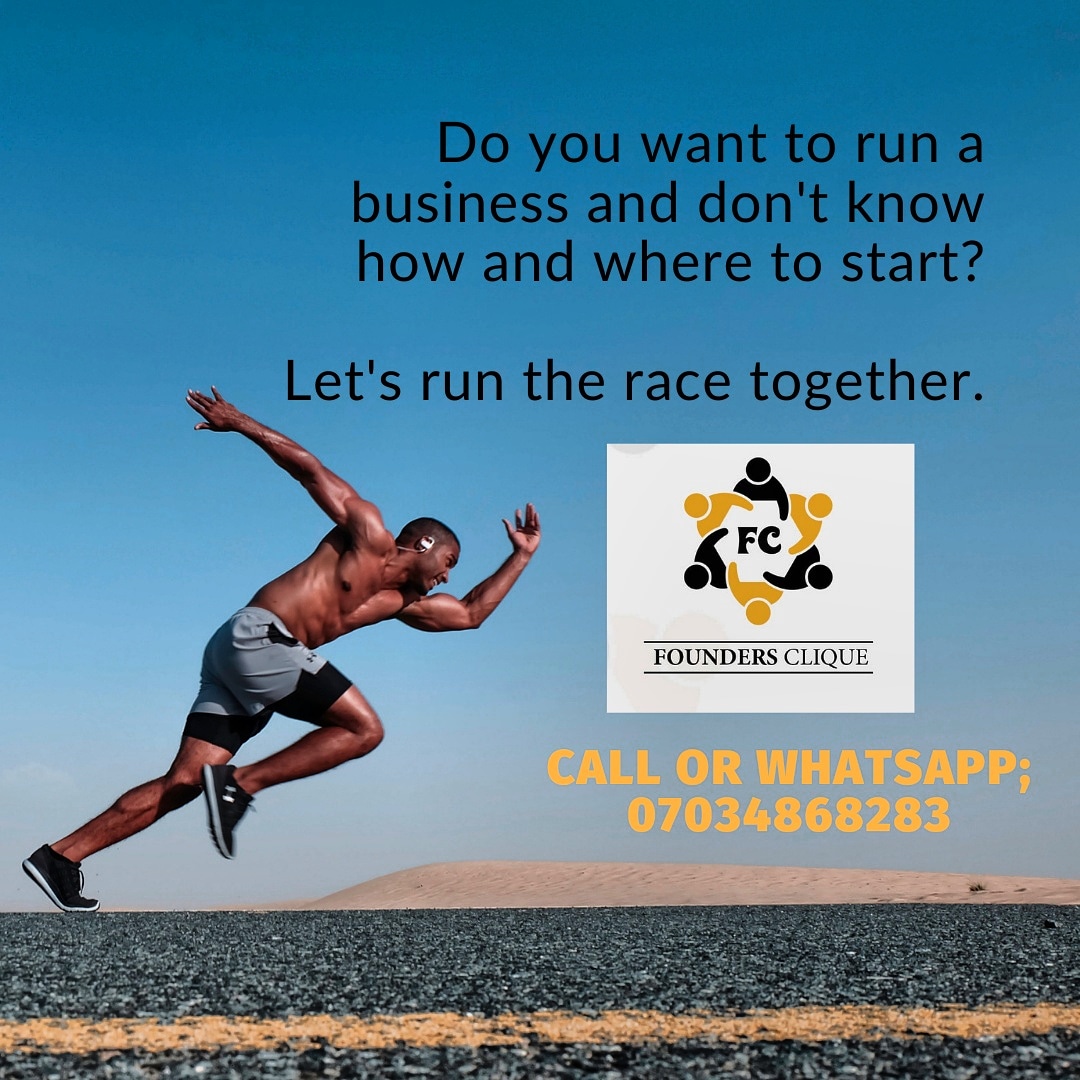 Do you want to run a
business and don't know
how and where to start?
Let's run the race together.
FC
FOUNDERS CLIQUE
CALL OR WHATSAPP;
07034868283